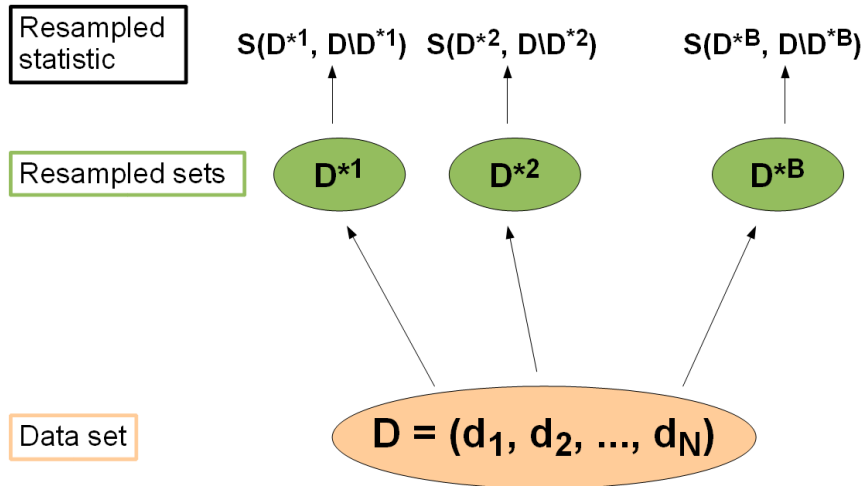 Resampled
statistic
S(D*1, D\D*1) S(D*2, D\D*2) S(D*B, D\D*B)
Resampled sets
D*1 D*2 D*B
Data set
D = (d1, d2, ..., dN)